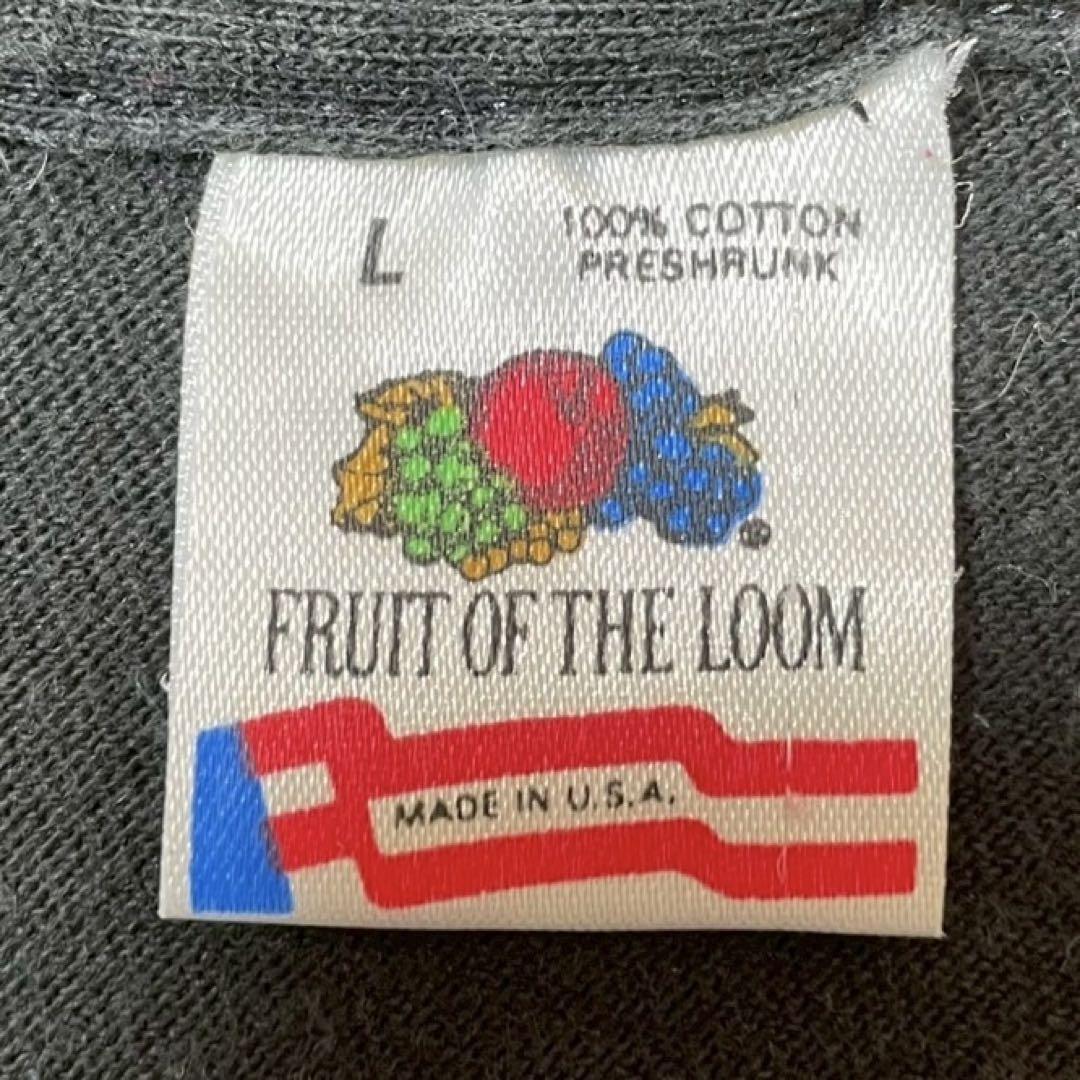 L
100% COTTON
PRESHRUNK
®
FRUIT OF THE LOOM
MADE IN U.S.A.